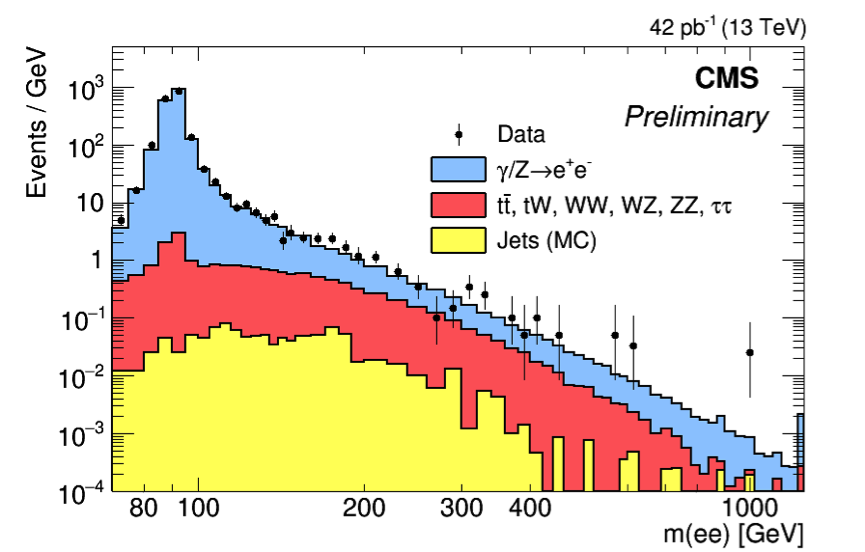 42 pb⁻¹ (13 TeV)
Events / GeV
CMS
Preliminary
Data
γ/Z→e⁺e⁻
tt̄, tW, WW, WZ, ZZ, ττ
Jets (MC)
10³
10²
10
1
10⁻¹
10⁻²
10⁻³
10⁻⁴
80 100 200 300 400 1000
m(ee) [GeV]